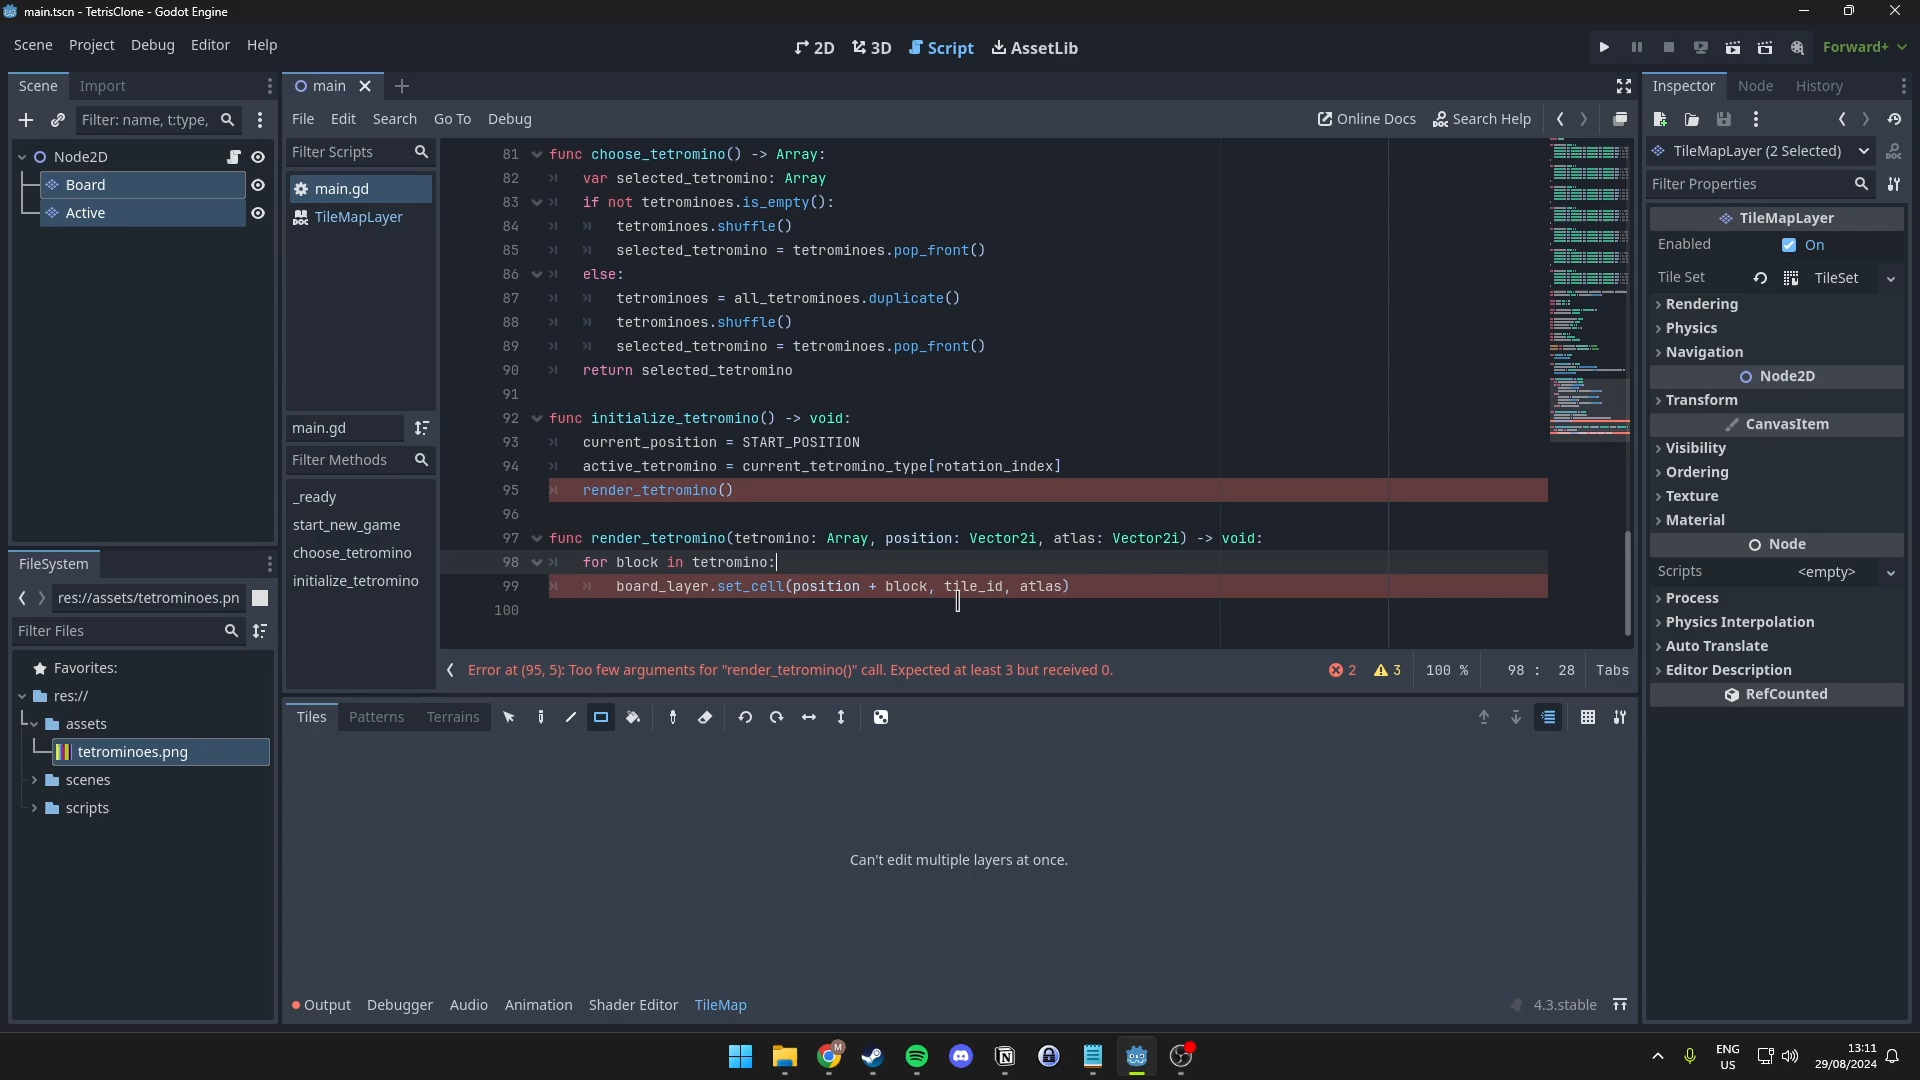 main.tscn - TetrisClone - Godot Engine
Scene Project Debug Editor Help
2D 3D Script AssetLib
Forward+
Scene Import
Filter: name, t:type,
Node2D
Board
Active
FileSystem
res://assets/tetrominoes.pn
Filter Files
Favorites:
res://
assets
tetrominoes.png
scenes
scripts
main
File Edit Search Go To Debug
Online Docs Search Help
Filter Scripts
main.gd
TileMapLayer
main.gd
Filter Methods
_ready
start_new_game
choose_tetromino
initialize_tetromino
81 func choose_tetromino() -> Array:
82 var selected_tetromino: Array
83 if not tetrominoes.is_empty():
84 tetrominoes.shuffle()
85 selected_tetromino = tetrominoes.pop_front()
86 else:
87 tetrominoes = all_tetrominoes.duplicate()
88 tetrominoes.shuffle()
89 selected_tetromino = tetrominoes.pop_front()
90 return selected_tetromino
91
92 func initialize_tetromino() -> void:
93 current_position = START_POSITION
94 active_tetromino = current_tetromino_type[rotation_index]
95 render_tetromino()
96
97 func render_tetromino(tetromino: Array, position: Vector2i, atlas: Vector2i) -> void:
98 for block in tetromino:
99 board_layer.set_cell(position + block, tile_id, atlas)
100
Error at (95, 5): Too few arguments for "render_tetromino()" call. Expected at least 3 but received 0.
2 3 100 % 98 : 28 Tabs
Tiles Patterns Terrains
Can't edit multiple layers at once.
Output Debugger Audio Animation Shader Editor TileMap
4.3.stable
Inspector Node History
TileMapLayer (2 Selected)
Filter Properties
TileMapLayer
Enabled On
Tile Set TileSet
Rendering
Physics
Navigation
Node2D
Transform
CanvasItem
Visibility
Ordering
Texture
Material
Node
Scripts <empty>
Process
Physics Interpolation
Auto Translate
Editor Description
RefCounted
ENG
US
13:11
29/08/2024